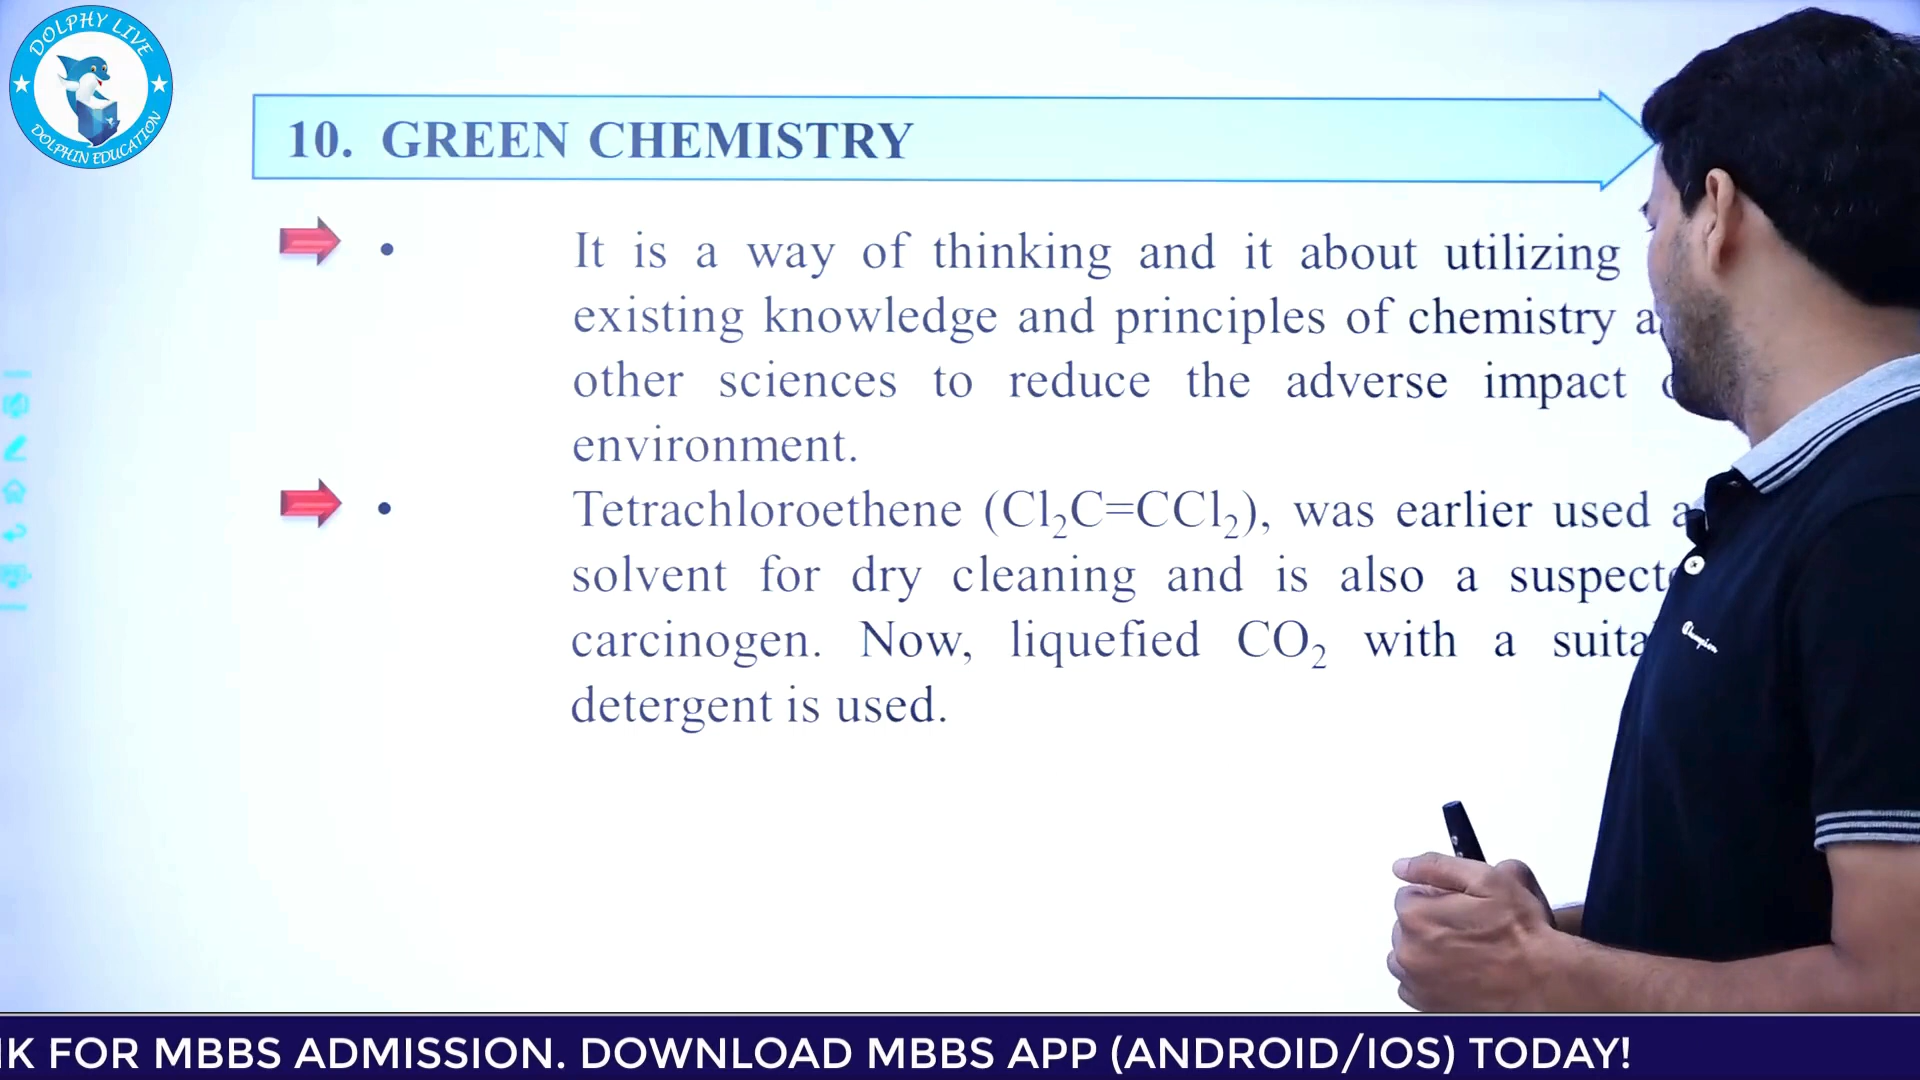 DOLPHY LIVE
DOLPHIN EDUCATION
10. GREEN CHEMISTRY
• It is a way of thinking and it about utilizing
existing knowledge and principles of chemistry
other sciences to reduce the adverse impact
environment.
• Tetrachloroethene (Cl₂C=CCl₂), was earlier used
solvent for dry cleaning and is also a
carcinogen. Now, liquefied CO₂ with a
detergent is used.
Champion
FOR MBBS ADMISSION. DOWNLOAD MBBS APP (ANDROID/IOS) TODAY!